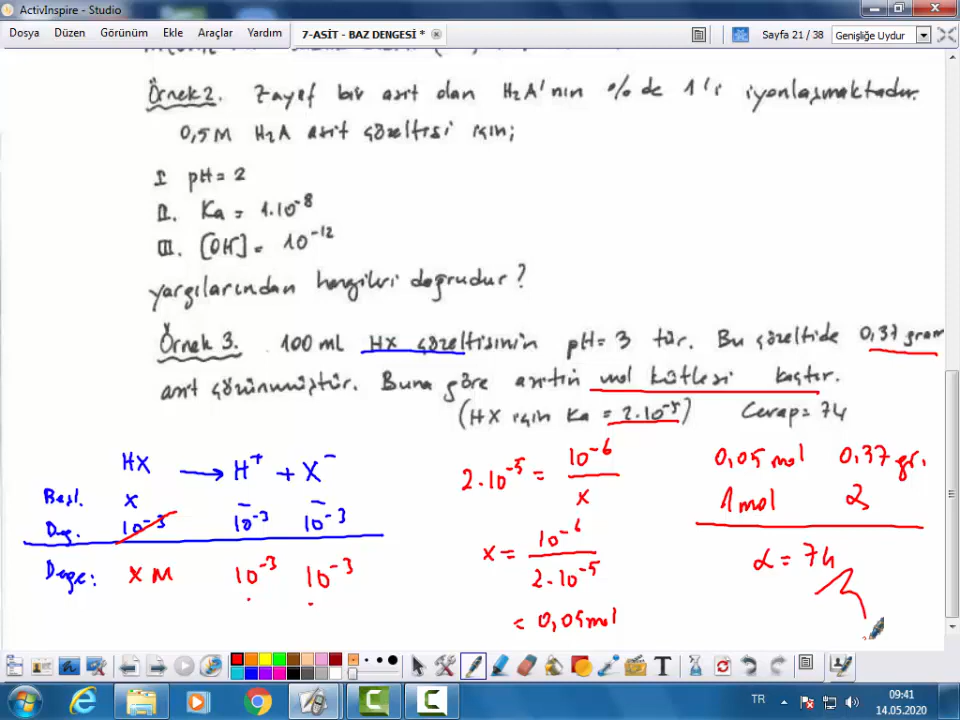 ActivInspire - Studio
Dosya Düzen Görünüm Ekle Araçlar Yardım 7-ASİT - BAZ DENGESİ * Sayfa 21 / 38 Genişliğe Uydur
Örnek 2. Zayıf bir asit olan H₂A'nın % de 1'i iyonlaşmaktadır.
0,5M H₂A asit çözeltisi için;
I. pH = 2
II. Ka = 1.10⁻⁸
III. [OH⁻] = 10⁻¹²
yargılarından hangileri doğrudur?
Örnek 3. 100 ml HX çözeltisinin pH = 3 tür. Bu çözeltide 0,37 gram
asit çözünmüştür. Buna göre asitin mol kütlesi kaçtır.
(HX için Ka = 2.10⁻⁵) Cevap = 74
HX → H⁺ + X⁻
Başl. X - -
Değ. 10⁻³ 10⁻³ 10⁻³
Denge: X M 10⁻³ 10⁻³
2.10⁻⁵ = 10⁻⁶ / x
x = 10⁻⁶ / 2.10⁻⁵
= 0,05 mol
0,05 mol 0,37 gr.
1 mol α
α = 74
TR 09:41
14.05.2020